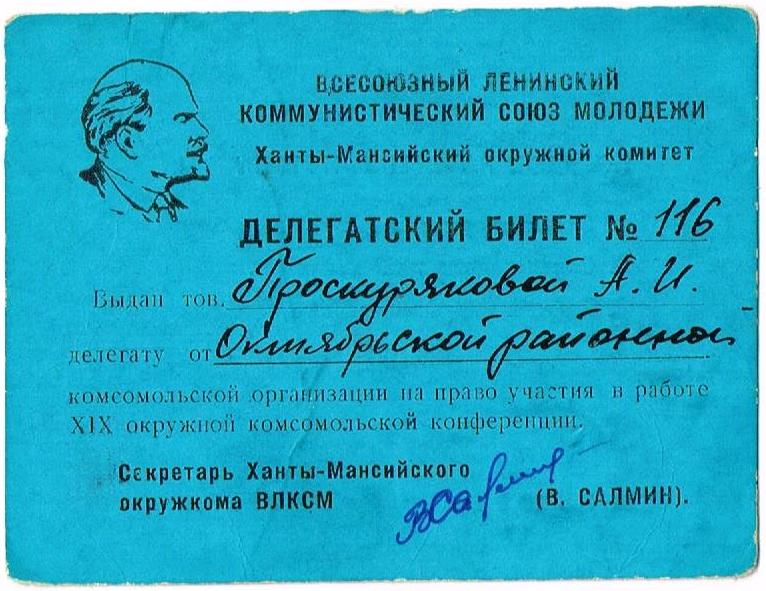 ВСЕСОЮЗНЫЙ ЛЕНИНСКИЙ
КОММУНИСТИЧЕСКИЙ СОЮЗ МОЛОДЕЖИ
Ханты-Мансийский окружной комитет
ДЕЛЕГАТСКИЙ БИЛЕТ № 116
Выдан тов. Проскуряковой А. И.
делегату от Октябрьской районной
комсомольской организации на право участия в работе
XIX окружной комсомольской конференции.
Секретарь Ханты-Мансийского
окружкома ВЛКСМ ВСалмин (В. САЛМИН).